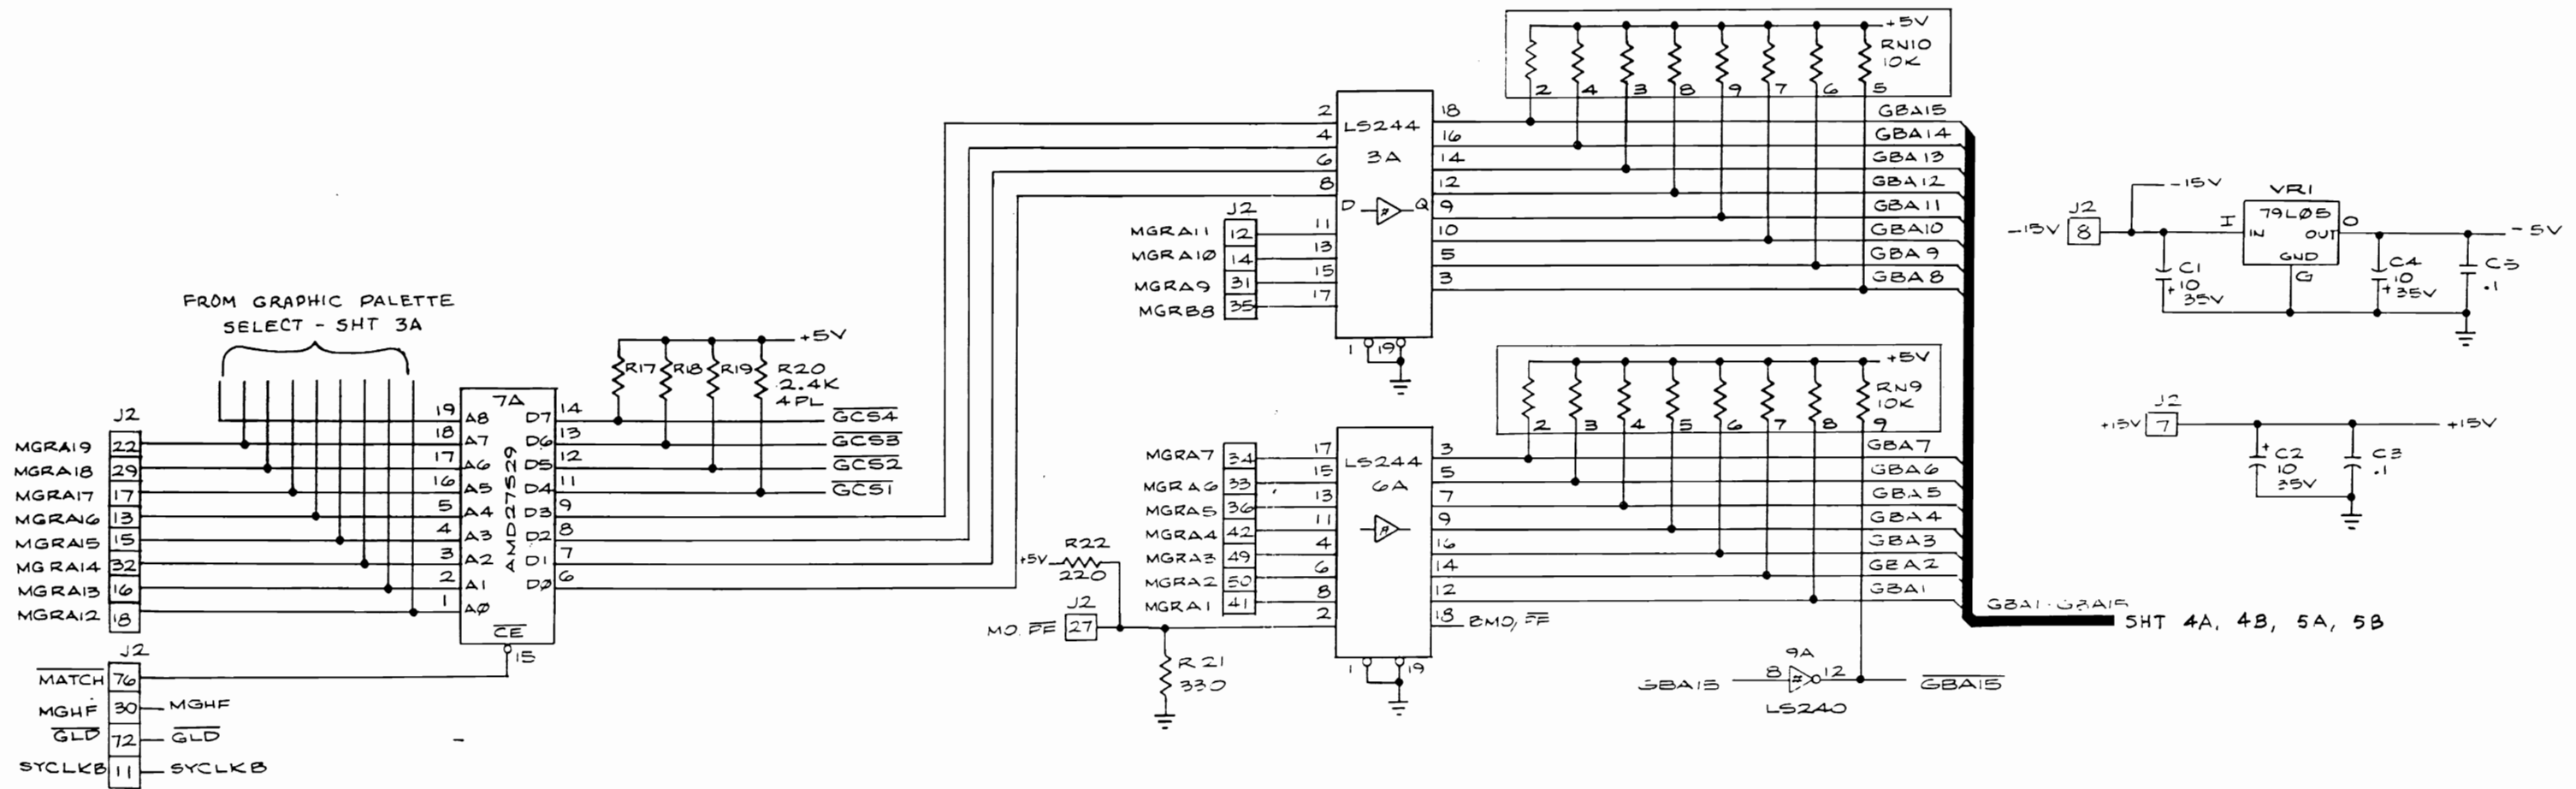 FROM GRAPHIC PALETTE
SELECT - SHT 3A
J2
MGRA19 22
MGRA18 29
MGRA17 17
MGRA16 13
MGRA15 15
MGRA14 32
MGRA13 16
MGRA12 18
J2
MATCH 76
MGHF 30 MGHF
GLD 72 GLD
SYCLKB 11 SYCLKB
7A
AMD27S29
19 A8 D7 14
18 A7 D6 13
17 A6 D5 12
16 A5 D4 11
5 A4 D3 9
4 A3 D2 8
3 A2 D1 7
2 A1 DØ 6
1 AØ
CE
15
+5V
R17 R18 R19 R20
2.4K
4PL
GCS4
GCS3
GCS2
GCS1
+5V
RN10
10K
2 4 3 8 9 7 6 5
LS244
3A
D # Q
2 18 GBA15
4 16 GBA14
6 14 GBA13
8 12 GBA12
9 GBA11
10 GBA10
5 GBA9
3 GBA8
J2
MGRA11 12 11
MGRA1Ø 14 13
MGRA9 31 15
MGRB8 35 17
1 19
+5V
RN9
10K
2 3 4 5 6 7 8 9
LS244
6A
MGRA7 34 17 3 GBA7
MGRA6 33 15 5 GBA6
MGRA5 36 13 7 GBA5
MGRA4 42 11 9 GBA4
MGRA3 49 4 16 GBA3
MGRA2 50 6 14 GBA2
MGRA1 41 8 12 GBA1
2 18 BMO/PF
1 19
+5V R22
220
J2
MO/PF 27
R21
330
GBA1-GBA15
SHT 4A, 4B, 5A, 5B
9A
GBA15 8 # 12 GBA15
LS240
-15V
J2
-15V 8
VR1
79LØ5
I IN OUT O
GND
G
-5V
C1
+10
35V
C4
10
+35V
C5
.1
J2
+15V 7 +15V
+
C2
10
35V
C3
.1